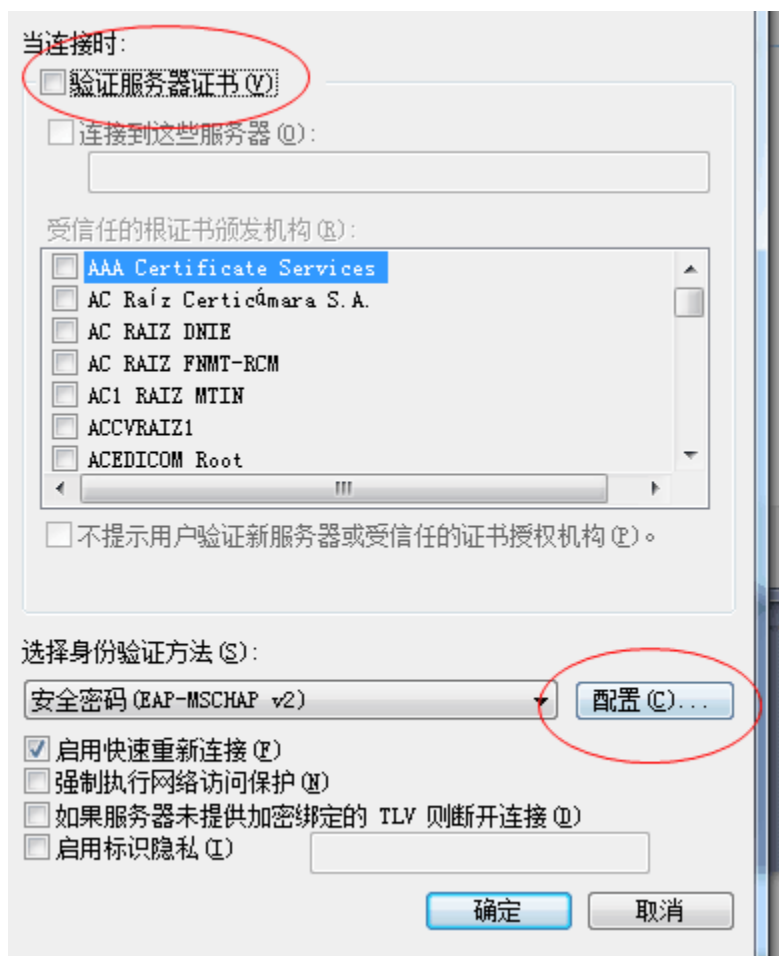 当连接时:
验证服务器证书(V)
连接到这些服务器(O):
受信任的根证书颁发机构(R):
AAA Certificate Services
AC Raíz Certicámara S.A.
AC RAIZ DNIE
AC RAIZ FNMT-RCM
AC1 RAIZ MTIN
ACCVRAIZ1
ACEDICOM Root
不提示用户验证新服务器或受信任的证书授权机构(P)。
选择身份验证方法(S):
安全密码(EAP-MSCHAP v2) 配置(C)...
启用快速重新连接(F)
强制执行网络访问保护(N)
如果服务器未提供加密绑定的 TLV 则断开连接(D)
启用标识隐私(I)
确定 取消